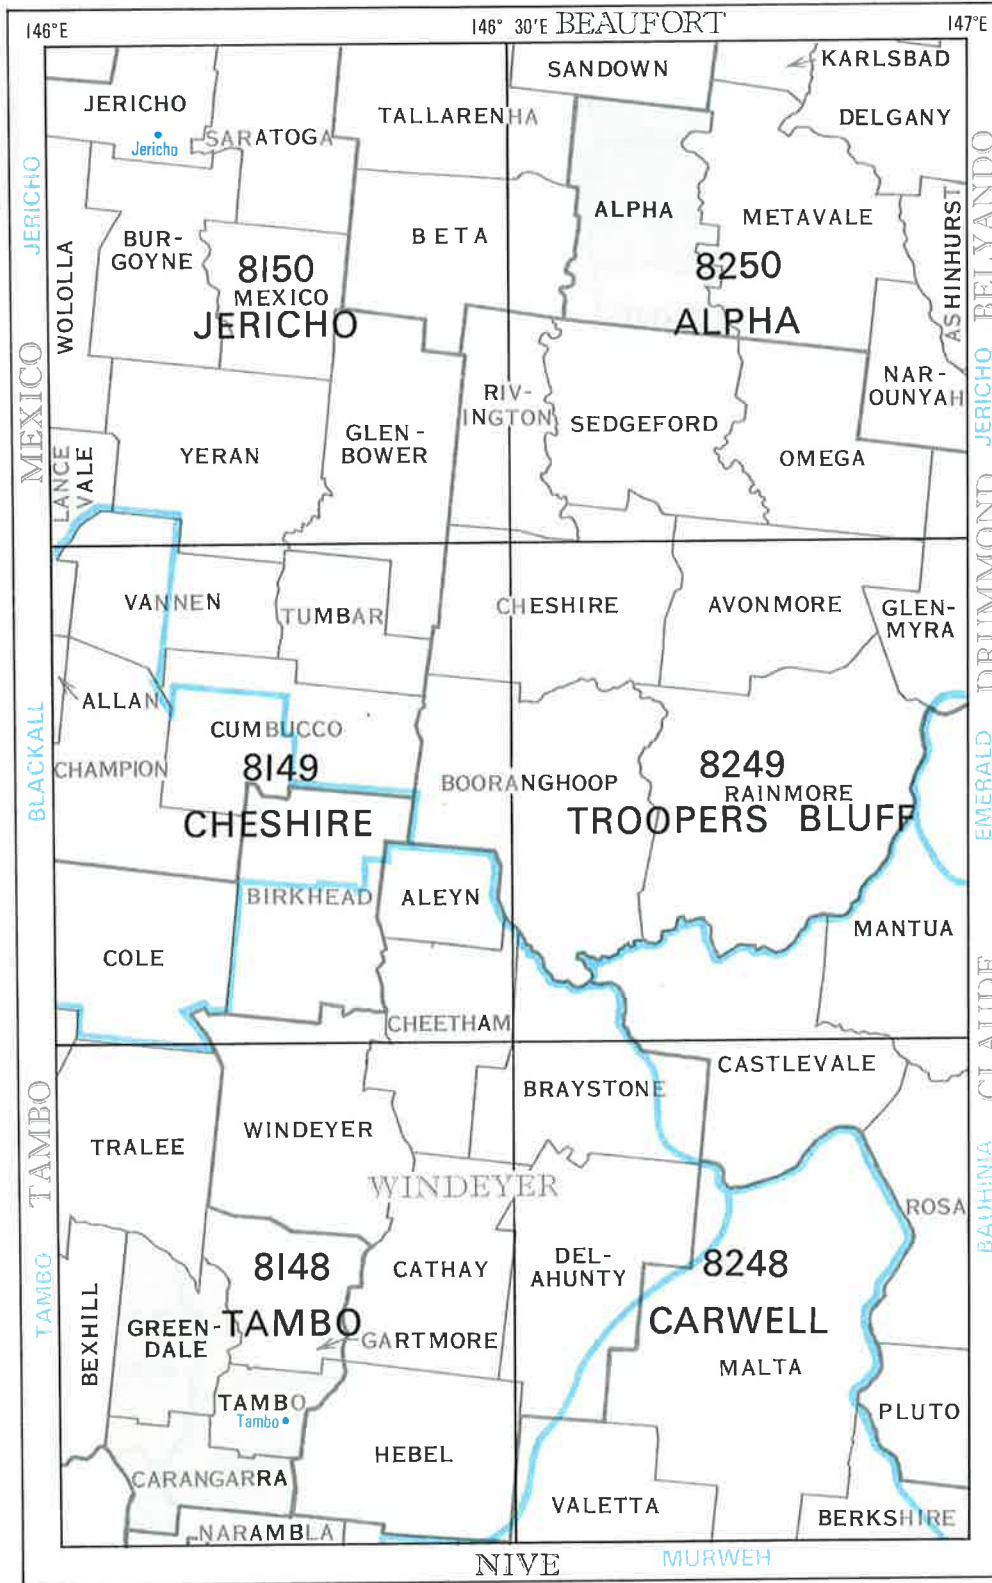 146°E
146° 30'E
BEAUFORT
147°E
SANDOWN
KARLSBAD
JERICHO
Jericho
SARATOGA
TALLARENHA
DELGANY
JERICHO
BELYANDO
WOLOLLA
BUR-
GOYNE
BETA
ALPHA
METAVALE
ASHINHURST
8150
MEXICO
JERICHO
8250
ALPHA
MEXICO
NAR-
OUNYAH
JERICHO
RIV-
INGTON
SEDGEFORD
GLEN-
BOWER
YERAN
OMEGA
LANCE
VALE
DRUMMOND
VANNEN
TUMBAR
CHESHIRE
AVONMORE
GLEN-
MYRA
ALLAN
BLACKALL
CUMBUCCO
CHAMPION
8149
CHESHIRE
BOORANGHOOP
8249
RAINMORE
TROOPERS BLUFF
EMERALD
BIRKHEAD
ALEYN
MANTUA
COLE
CHEETHAM
CLAUDE
CASTLEVALE
BRAYSTONE
TAMBO
TRALEE
WINDEYER
WINDEYER
ROSA
BAUHINIA
TAMBO
8148
TAMBO
CATHAY
DEL-
AHUNTY
8248
CARWELL
BEXHILL
GREEN-
DALE
GARTMORE
MALTA
TAMBO
Tambo
PLUTO
HEBEL
CARANGARRA
VALETTA
BERKSHIRE
NARAMBLA
NIVE
MURWEH